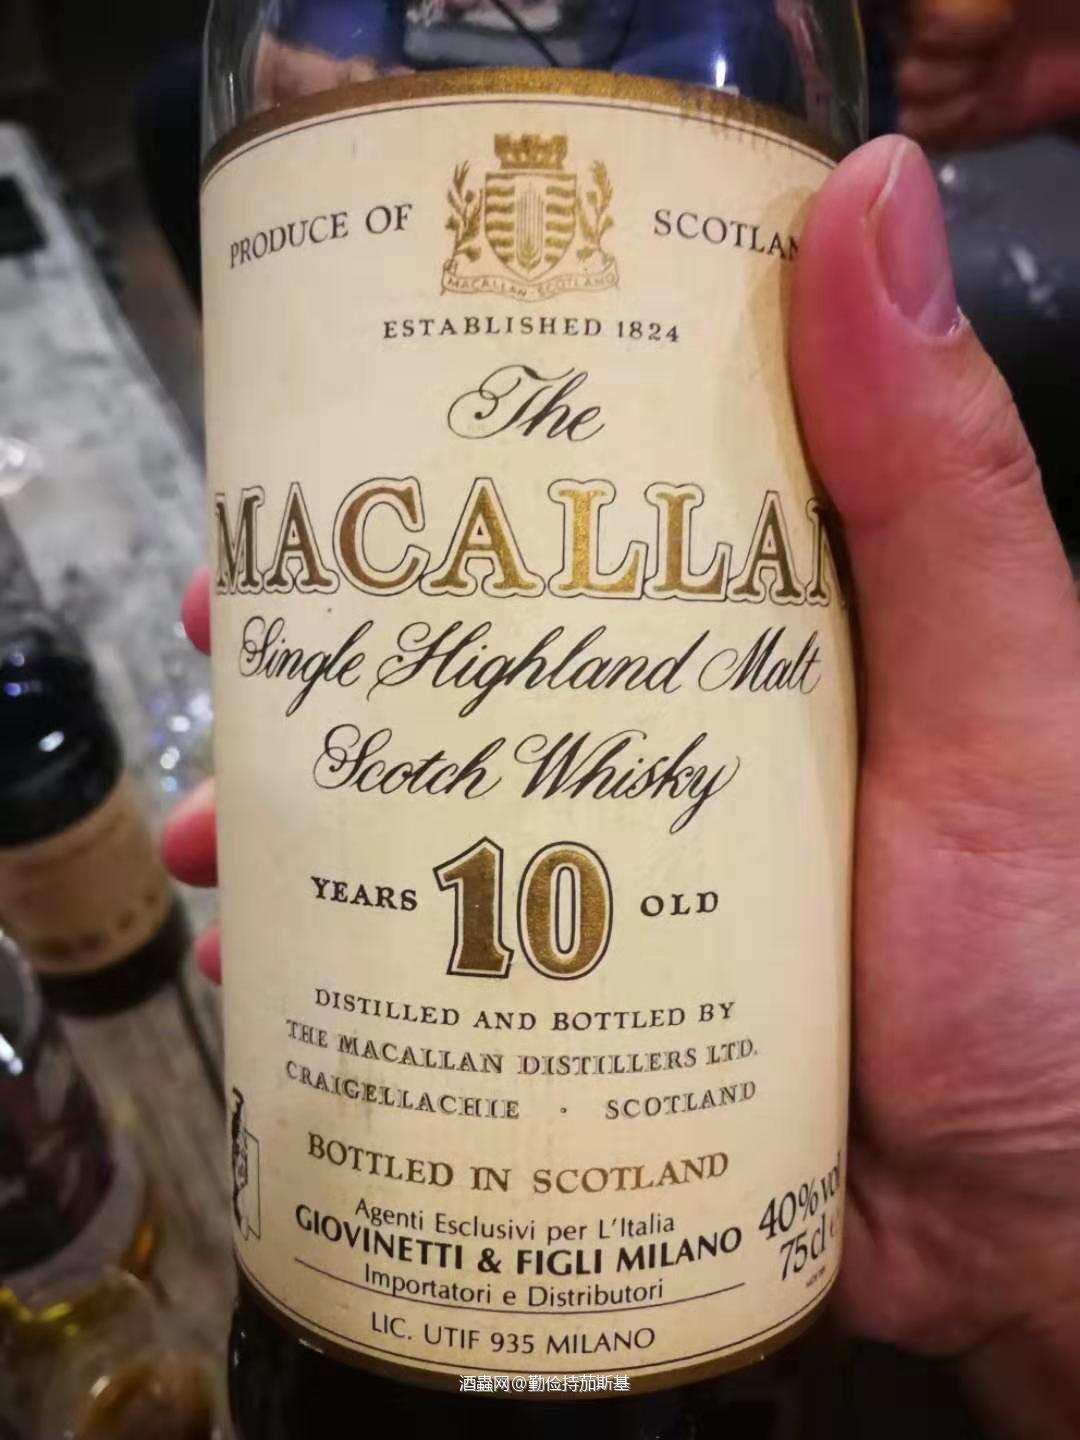 PRODUCE OF SCOTLAN
MACALLAN SCOTLAND
ESTABLISHED 1824
The
MACALLAN
Single Highland Malt
Scotch Whisky
YEARS 10 OLD
DISTILLED AND BOTTLED BY
THE MACALLAN DISTILLERS LTD.
CRAIGELLACHIE · SCOTLAND
BOTTLED IN SCOTLAND
Agenti Esclusivi per L'Italia
GIOVINETTI & FIGLI MILANO
Importatori e Distributori
LIC. UTIF 935 MILANO
40% vol
75cl e
酒蟲网@勤俭持茄斯基